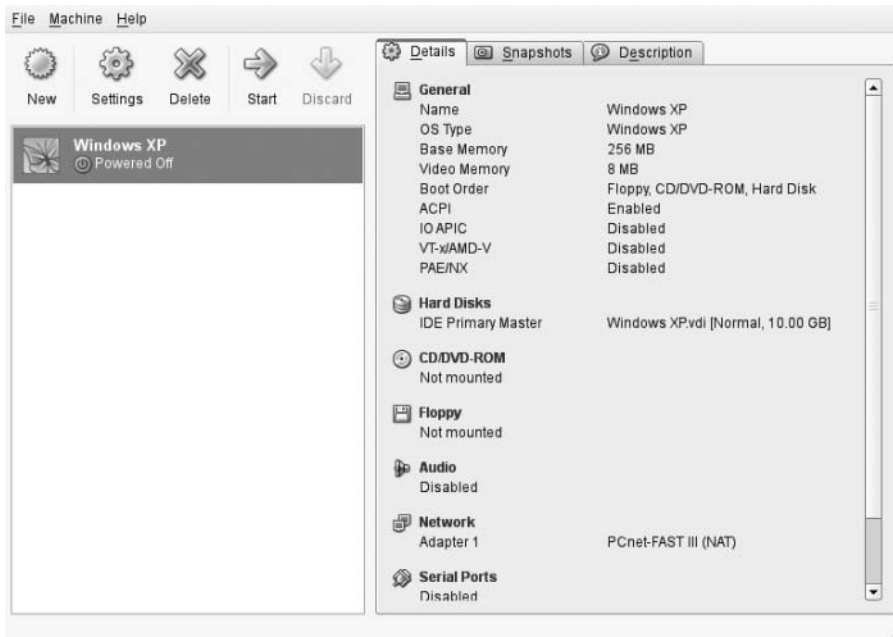 File Machine Help
New Settings Delete Start Discard
Windows XP
Powered Off
Details Snapshots Description
General
Name Windows XP
OS Type Windows XP
Base Memory 256 MB
Video Memory 8 MB
Boot Order Floppy, CD/DVD-ROM, Hard Disk
ACPI Enabled
IO APIC Disabled
VT-x/AMD-V Disabled
PAE/NX Disabled
Hard Disks
IDE Primary Master Windows XP.vdi [Normal, 10.00 GB]
CD/DVD-ROM
Not mounted
Floppy
Not mounted
Audio
Disabled
Network
Adapter 1 PCnet-FAST III (NAT)
Serial Ports
Disabled